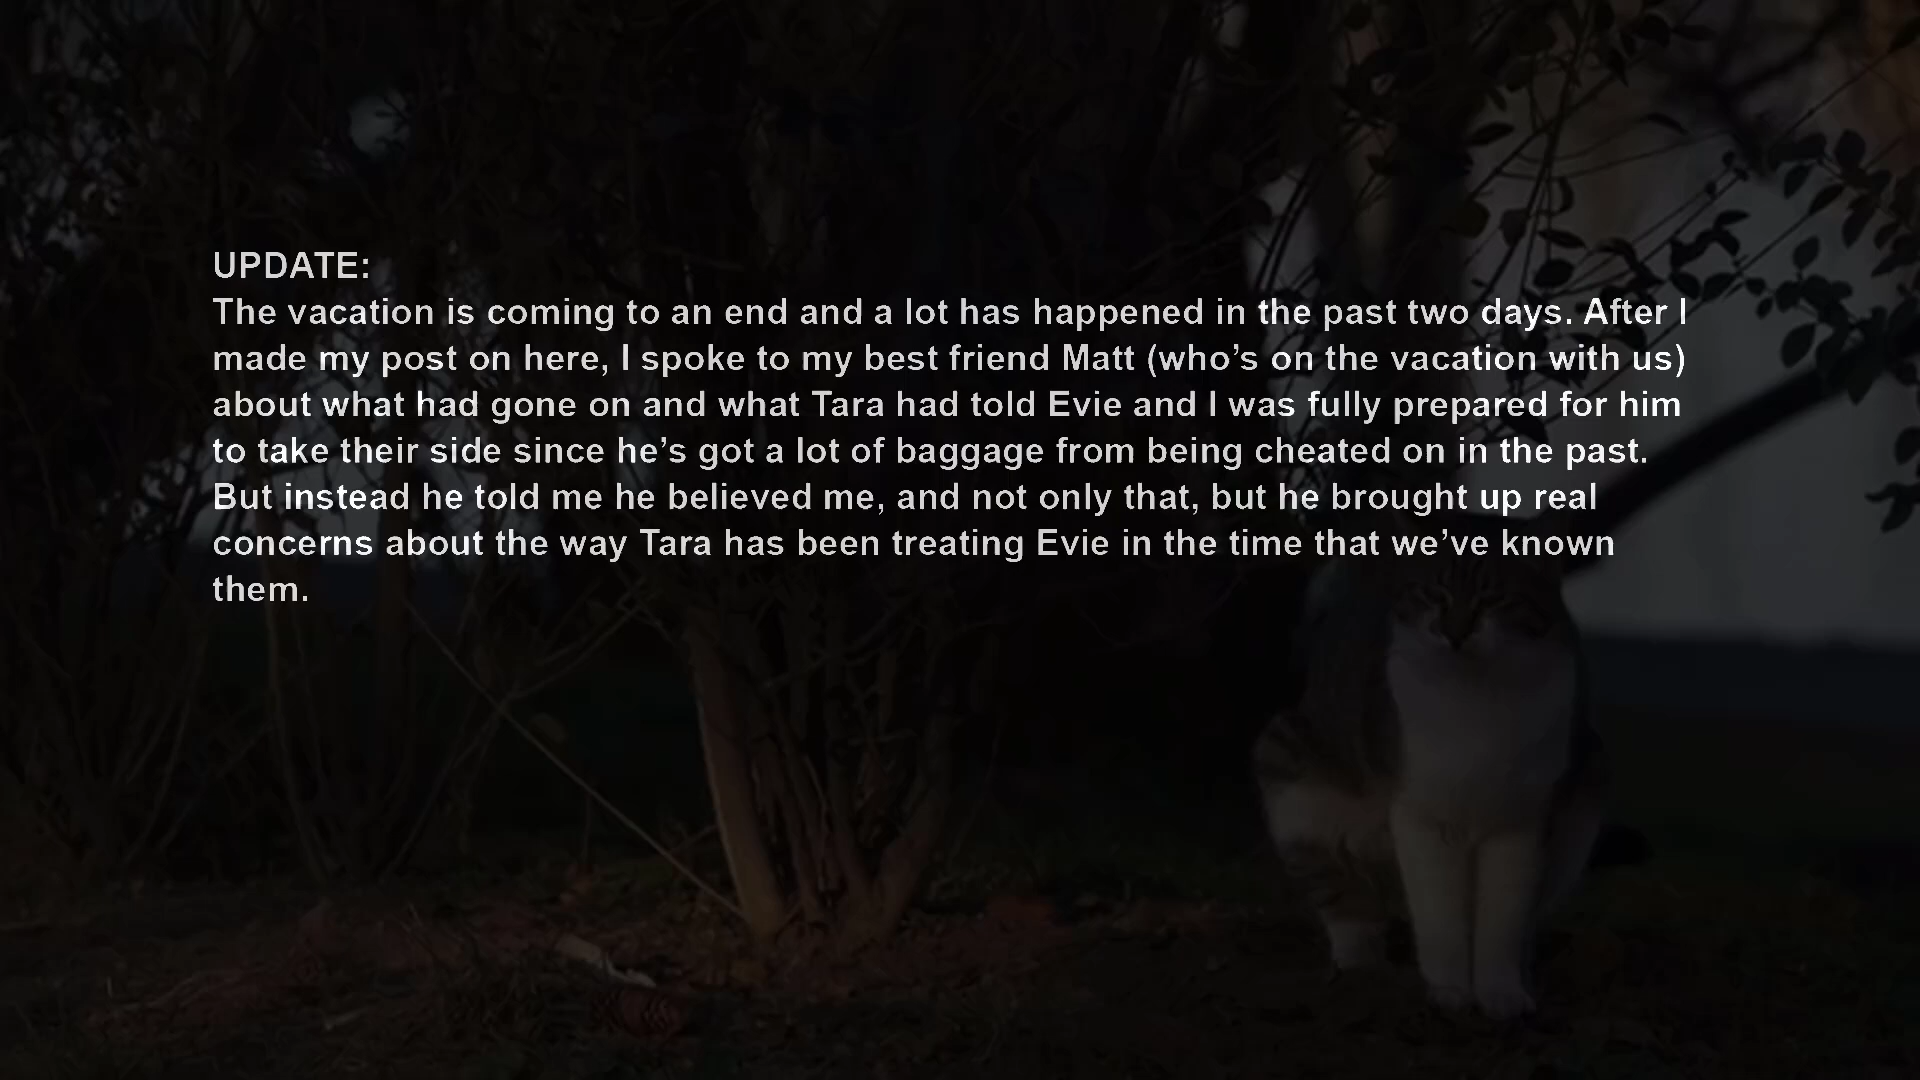 UPDATE:
The vacation is coming to an end and a lot has happened in the past two days. After I
made my post on here, I spoke to my best friend Matt (who’s on the vacation with us)
about what had gone on and what Tara had told Evie and I was fully prepared for him
to take their side since he’s got a lot of baggage from being cheated on in the past.
But instead he told me he believed me, and not only that, but he brought up real
concerns about the way Tara has been treating Evie in the time that we’ve known
them.